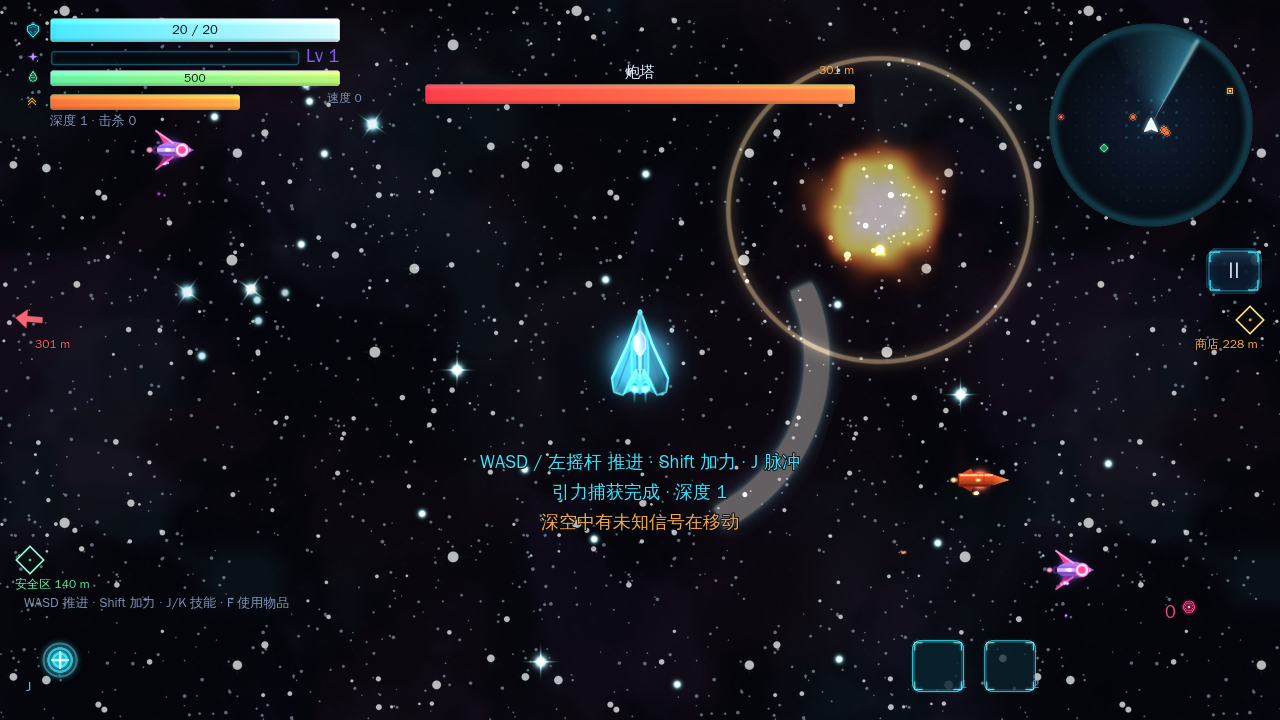 20 / 20
Lv 1
500
速度 0
深度 1 · 击杀 0
炮塔
301 m
301 m
商店 228 m
WASD / 左摇杆 推进 · Shift 加力 · J 脉冲
引力捕获完成 · 深度 1
深空中有未知信号在移动
安全区 140 m
WASD 推进 · Shift 加力 · J/K 技能 · F 使用物品
0
J